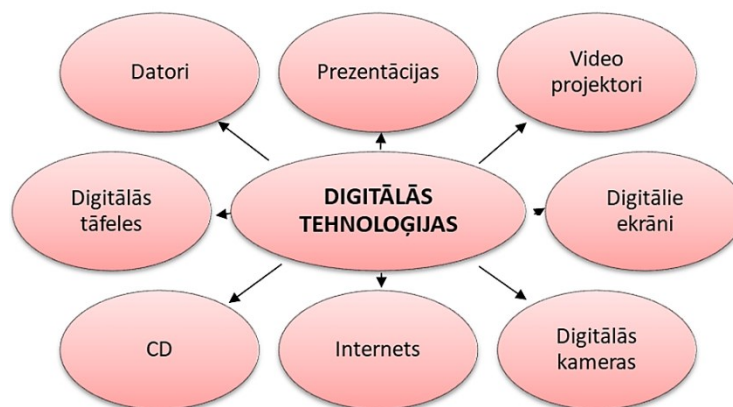 Datori
Prezentācijas
Video
projektori
Digitālās
tāfeles
DIGITĀLĀS
TEHNOLOĢIJAS
Digitālie
ekrāni
CD
Internets
Digitālās
kameras